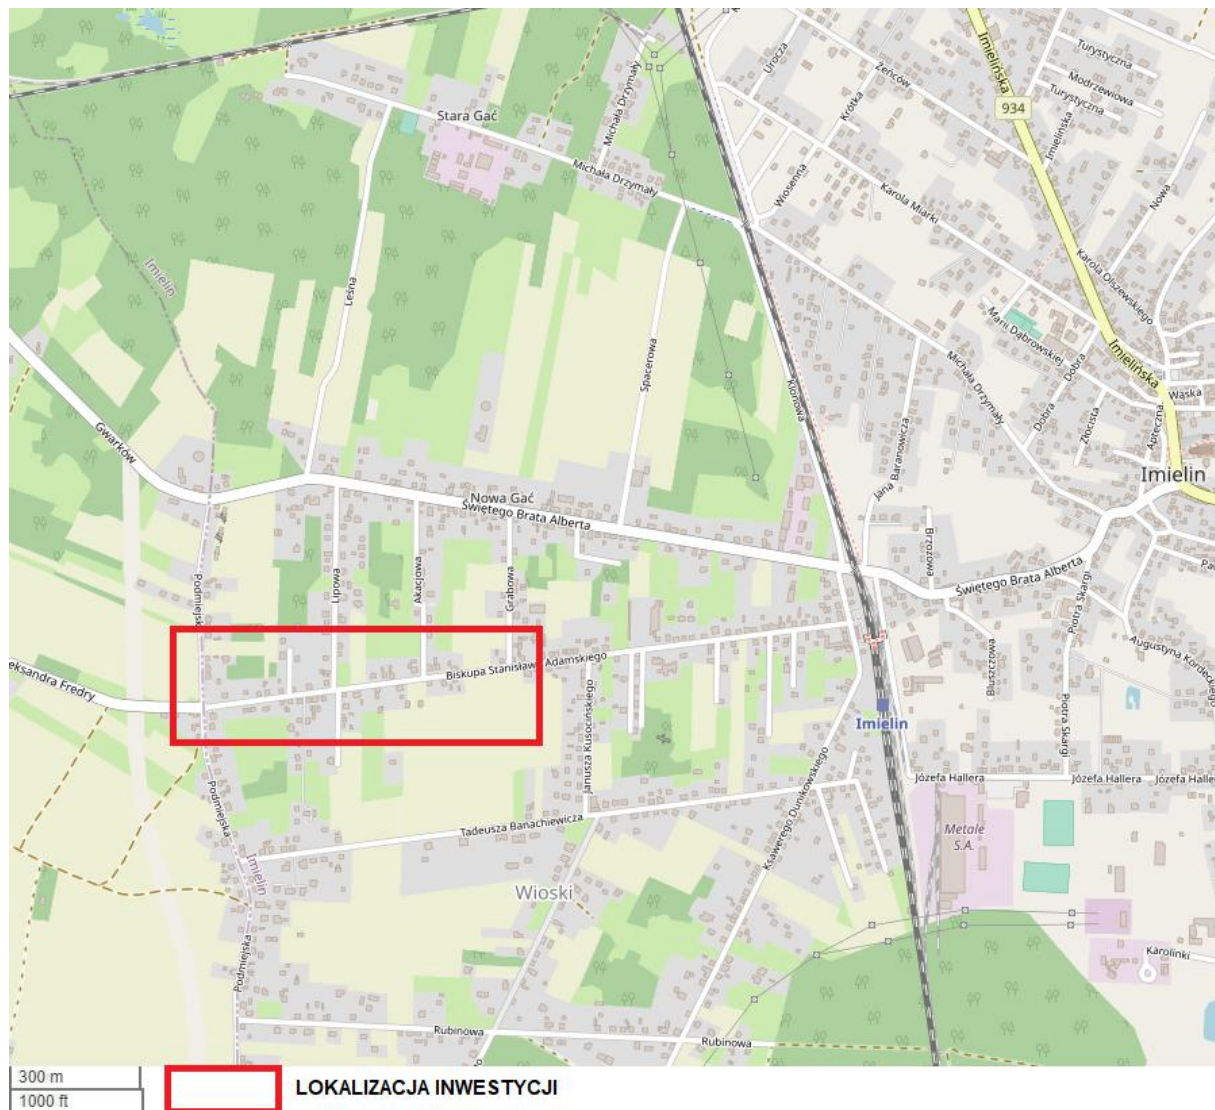 Urocza
Żeńców
Imielińska
Turystyczna
Modrzewiowa
Turystyczna
934
Imielińska
Krótka
Michała Drzymały
Stara Gać
Michała Drzymały
Wiosenna
Karola Miarki
Nowa
Karola Olszewskiego
Imielin
Leśna
Spacerowa
Klonowa
Marii Dąbrowskiej
Dobra
Michała Drzymały
Imielińska
Wąska
Dobra
Złocista
Apteczna
Gwarków
Jana Baranowicza
Imielin
Nowa Gać
Świętego Brata Alberta
Brzozowa
Świętego Brata Alberta
Podmiejsk
Lipowa
Akacjowa
Grabowa
Piotra Skargi
Augustyna Kordeckiego
Biskupa Stanisława Adamskiego
eksandra Fredry
Bluszczowa
Janusza Kusocińskiego
Piotra Skargi
Imielin
Józefa Hallera
Józefa Hallera
Józefa Halle
Podmiejska
Ksawerego Dunikowskiego
Tadeusza Banachiewicza
Metale
S.A.
Imielin
Wioski
Podmiejska
Karolinki
Rubinowa
Rubinowa
300 m
1000 ft
LOKALIZACJA INWESTYCJI